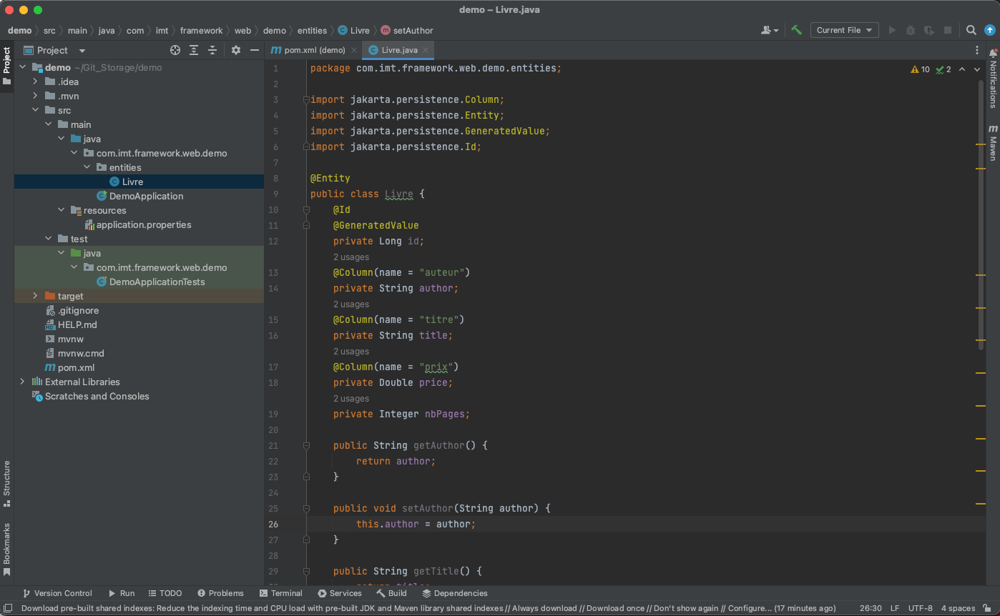 demo – Livre.java
demo src main java com imt framework web demo entities Livre setAuthor
Current File
Project
pom.xml (demo) Livre.java
Project
demo ~/Git_Storage/demo
.idea
.mvn
src
main
java
com.imt.framework.web.demo
entities
Livre
DemoApplication
resources
application.properties
test
java
com.imt.framework.web.demo
DemoApplicationTests
target
.gitignore
HELP.md
mvnw
mvnw.cmd
pom.xml
External Libraries
Scratches and Consoles
Structure
Bookmarks
10 2
1 package com.imt.framework.web.demo.entities;
2
3 import jakarta.persistence.Column;
4 import jakarta.persistence.Entity;
5 import jakarta.persistence.GeneratedValue;
6 import jakarta.persistence.Id;
7
8 @Entity
9 public class Livre {
10 @Id
11 @GeneratedValue
12 private Long id;
2 usages
13 @Column(name = "auteur")
14 private String author;
2 usages
15 @Column(name = "titre")
16 private String title;
2 usages
17 @Column(name = "prix")
18 private Double price;
2 usages
19 private Integer nbPages;
20
21 public String getAuthor() {
22 return author;
23 }
24
25 public void setAuthor(String author) {
26 this.author = author;
27 }
28
29 public String getTitle() {
return title;
Notifications
Maven
Version Control Run TODO Problems Terminal Services Build Dependencies
Download pre-built shared indexes: Reduce the indexing time and CPU load with pre-built JDK and Maven library shared indexes // Always download // Download once // Don't show again // Configure... (17 minutes ago) 26:30 LF UTF-8 4 spaces